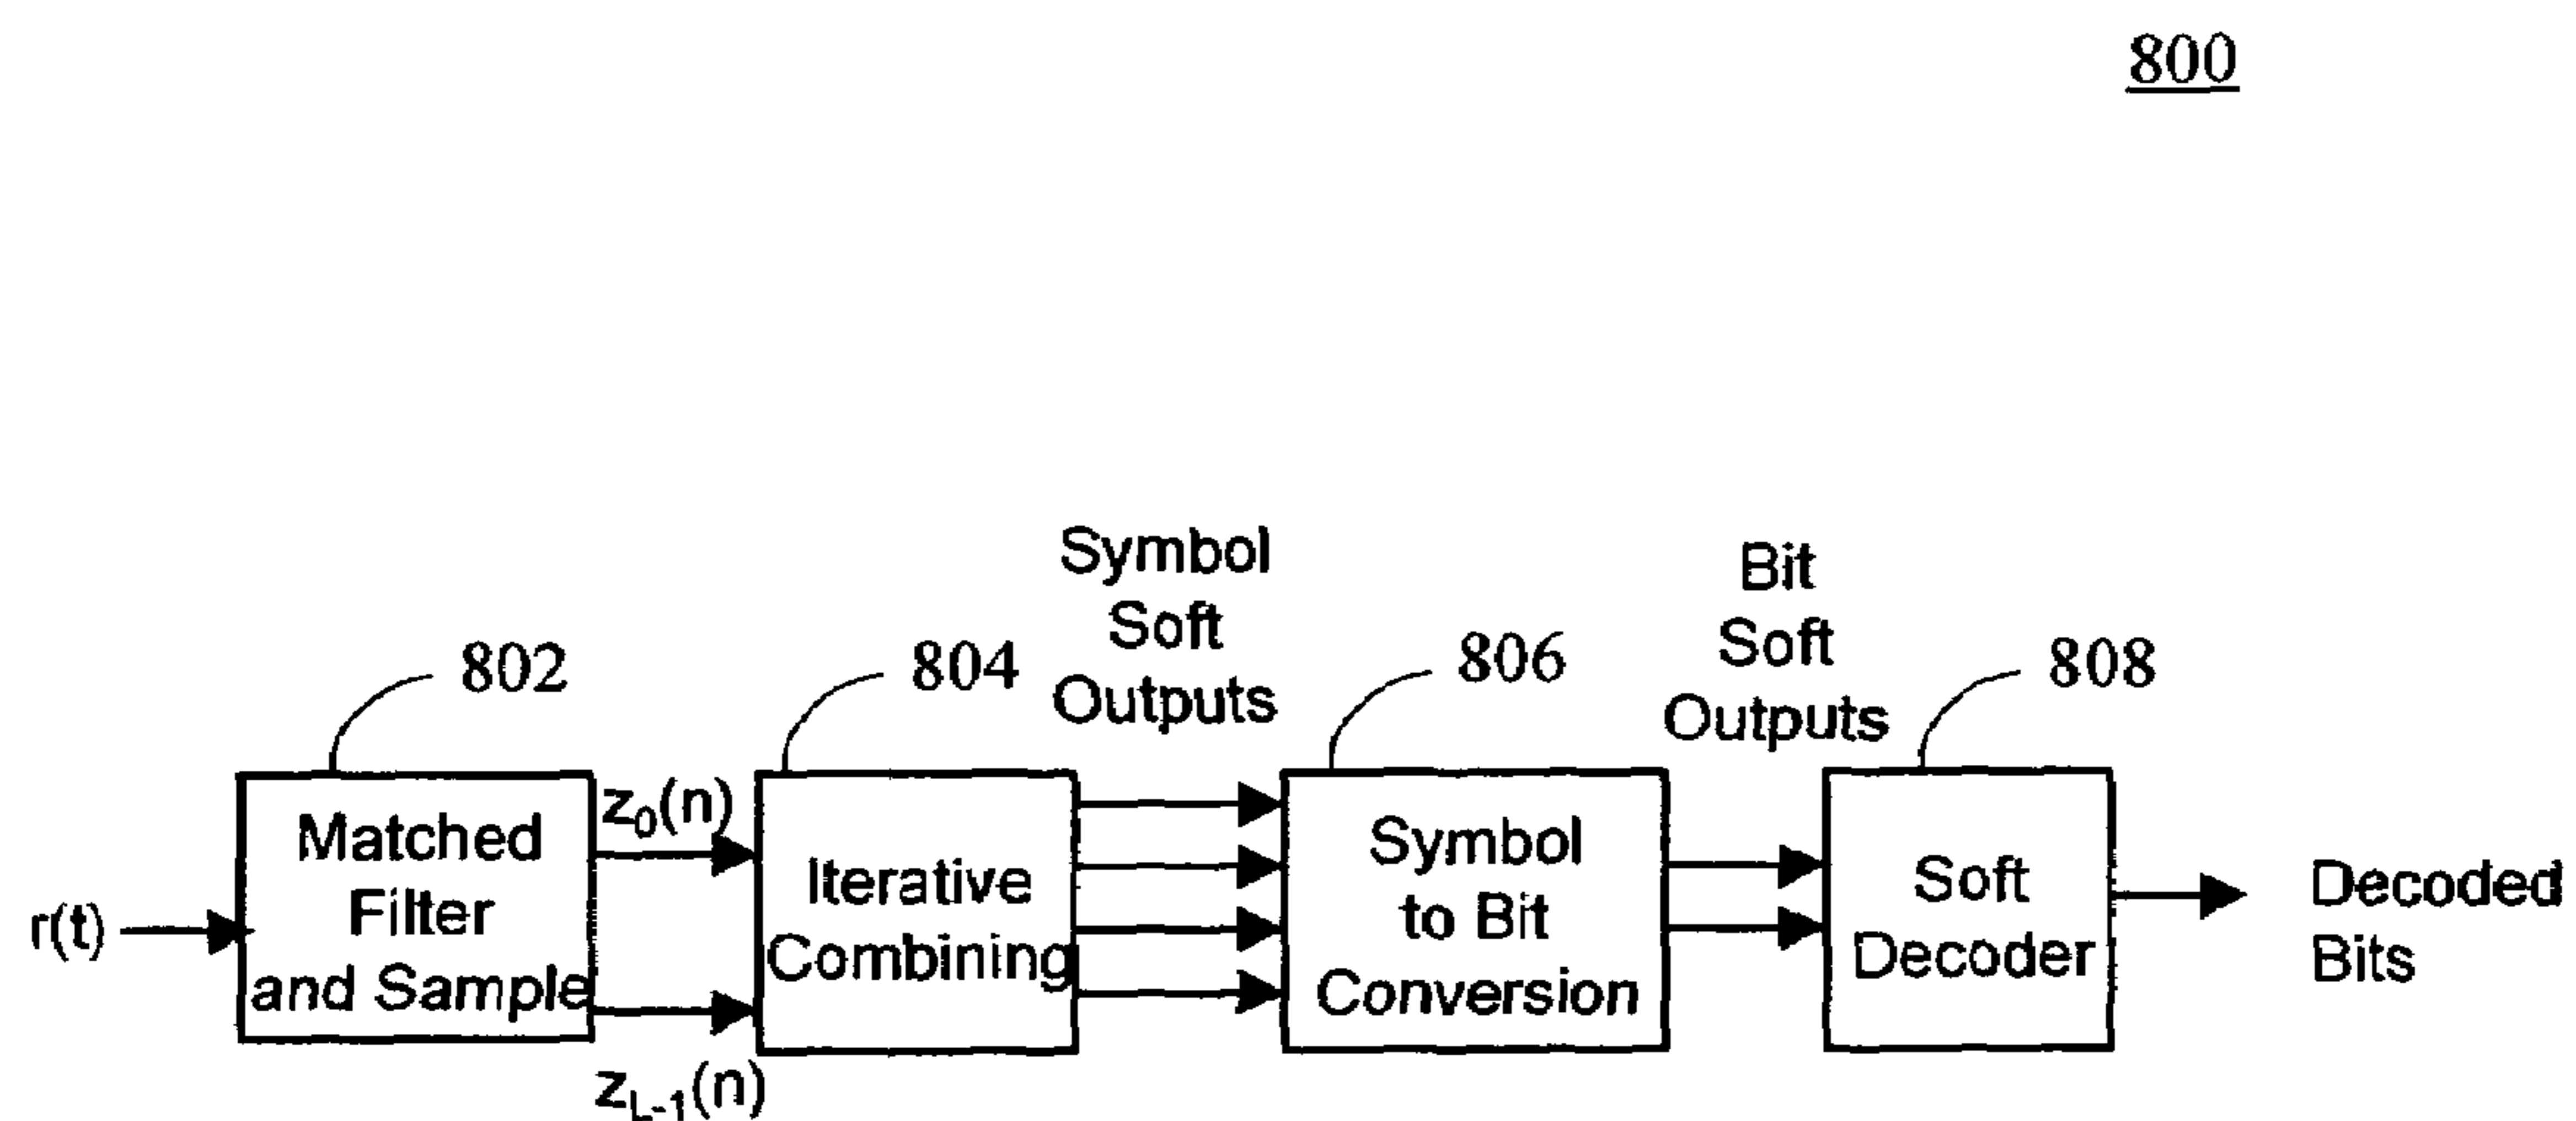 800
Symbol
Soft
Outputs
Bit
Soft
Outputs
802
804
806
808
r(t)
Matched
Filter
and Sample
z0(n)
zL-1(n)
Iterative
Combining
Symbol
to Bit
Conversion
Soft
Decoder
Decoded
Bits